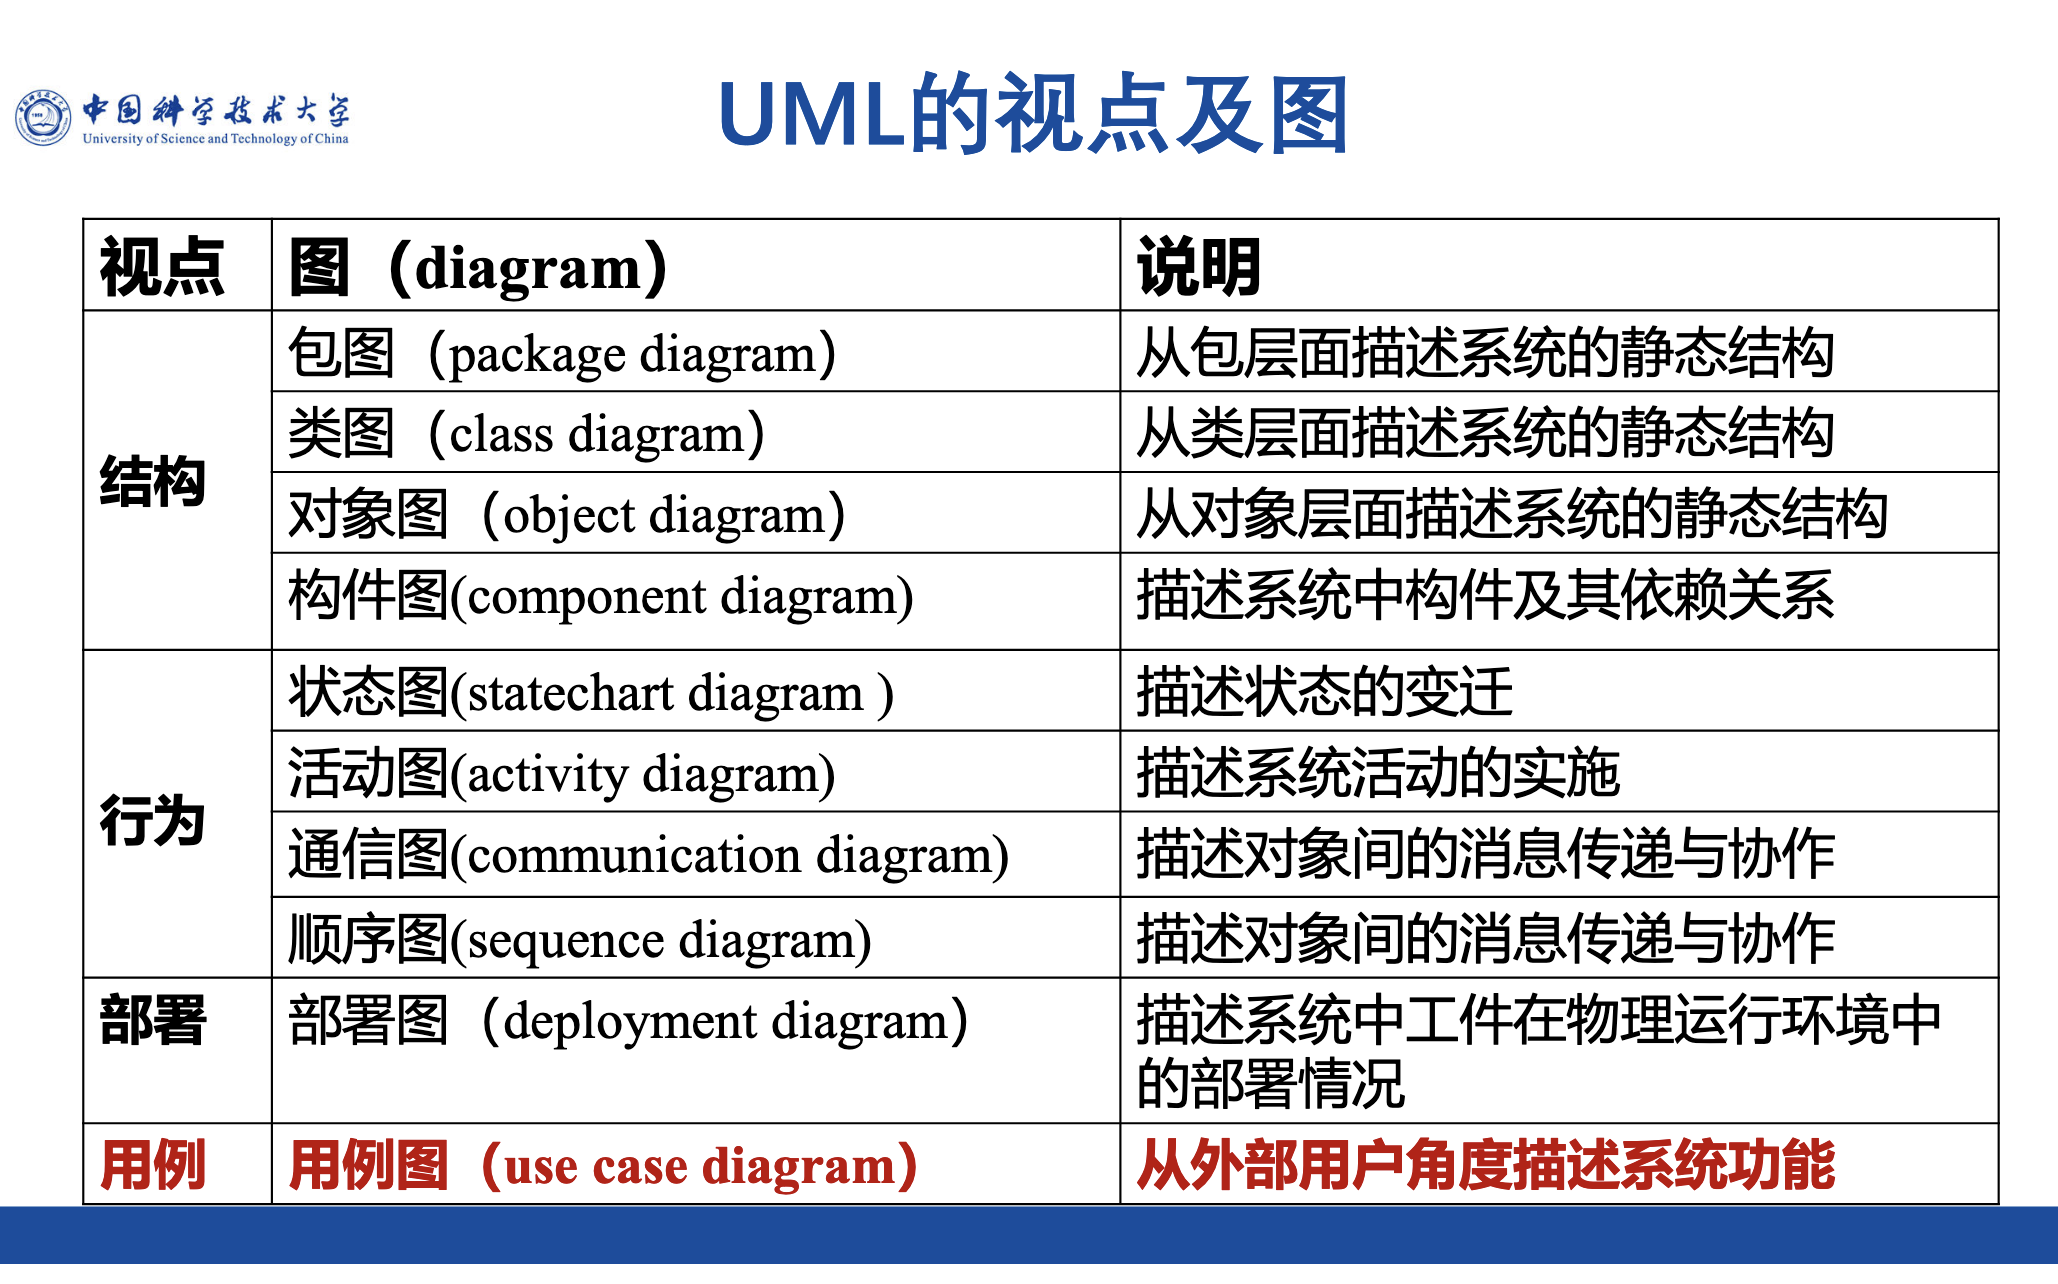 中国科学技术大学
University of Science and Technology of China
UML的视点及图
视点 图（diagram） 说明
结构
包图（package diagram） 从包层面描述系统的静态结构
类图（class diagram） 从类层面描述系统的静态结构
对象图（object diagram） 从对象层面描述系统的静态结构
构件图(component diagram) 描述系统中构件及其依赖关系
行为
状态图(statechart diagram ) 描述状态的变迁
活动图(activity diagram) 描述系统活动的实施
通信图(communication diagram) 描述对象间的消息传递与协作
顺序图(sequence diagram) 描述对象间的消息传递与协作
部署 部署图（deployment diagram） 描述系统中工件在物理运行环境中
的部署情况
用例 用例图（use case diagram） 从外部用户角度描述系统功能